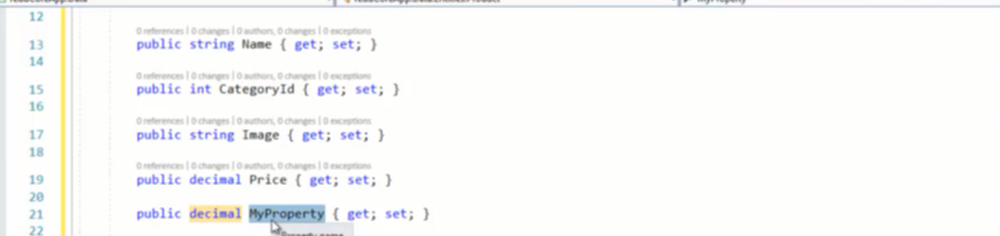 12
0 references | 0 changes | 0 authors, 0 changes | 0 exceptions
13 public string Name { get; set; }
14
0 references | 0 changes | 0 authors, 0 changes | 0 exceptions
15 public int CategoryId { get; set; }
16
0 references | 0 changes | 0 authors, 0 changes | 0 exceptions
17 public string Image { get; set; }
18
0 references | 0 changes | 0 authors, 0 changes | 0 exceptions
19 public decimal Price { get; set; }
20
21 public decimal MyProperty { get; set; }
22
Property name